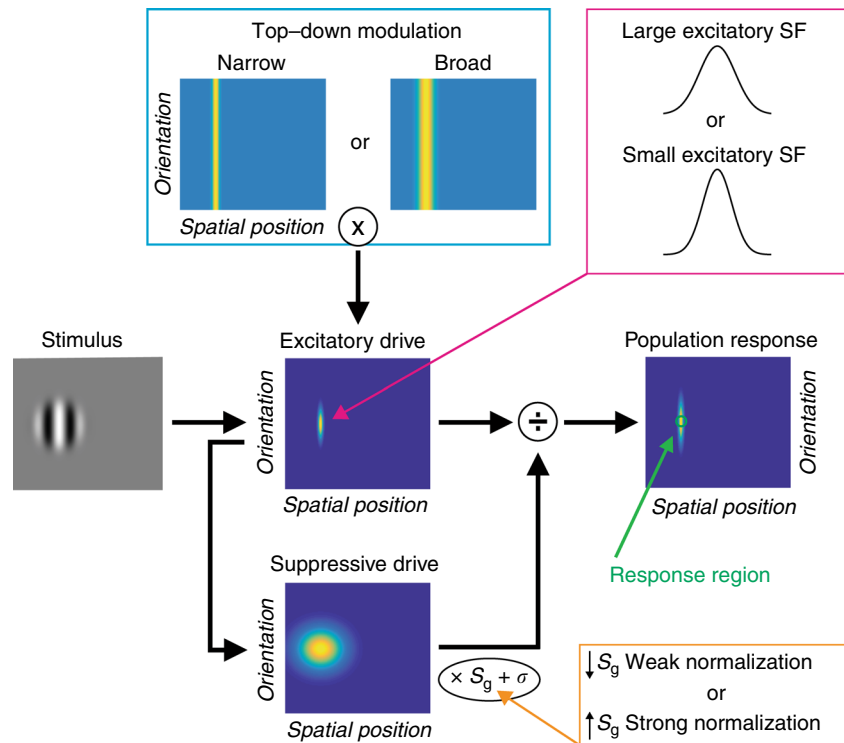 Top–down modulation
Narrow
Broad
Orientation
or
Spatial position
x
Large excitatory SF
or
Small excitatory SF
Stimulus
Excitatory drive
Population response
Orientation
÷
Orientation
Spatial position
Spatial position
Suppressive drive
Response region
Orientation
× Sg + σ
Spatial position
↓ Sg Weak normalization
or
↑ Sg Strong normalization